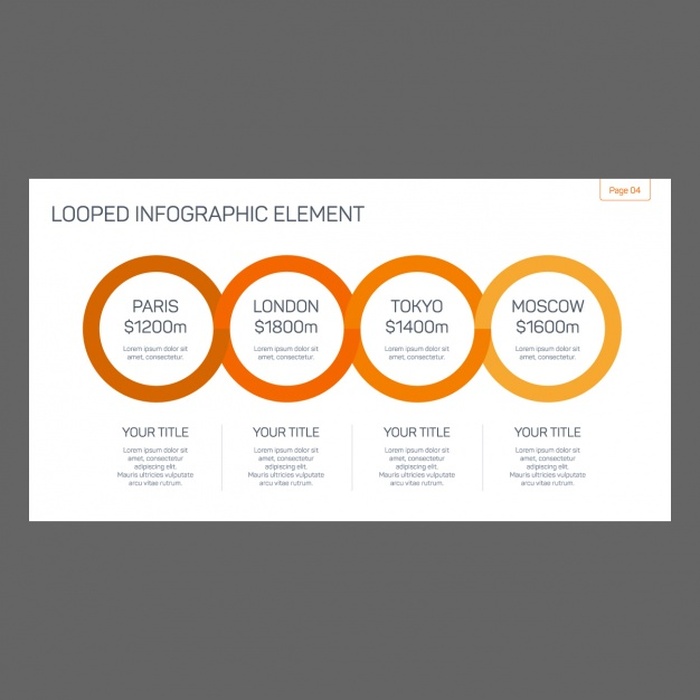 Page 04
LOOPED INFOGRAPHIC ELEMENT
PARIS
$1200m
Lorem ipsum dolor sit
amet, consectetur.
LONDON
$1800m
Lorem ipsum dolor sit
amet, consectetur.
TOKYO
$1400m
Lorem ipsum dolor sit
amet, consectetur.
MOSCOW
$1600m
Lorem ipsum dolor sit
amet, consectetur.
YOUR TITLE
Lorem ipsum dolor sit
amet, consectetur
adipiscing elit.
Mauris ultricies vulputate
arcu vitae rutrum.
YOUR TITLE
Lorem ipsum dolor sit
amet, consectetur
adipiscing elit.
Mauris ultricies vulputate
arcu vitae rutrum.
YOUR TITLE
Lorem ipsum dolor sit
amet, consectetur
adipiscing elit.
Mauris ultricies vulputate
arcu vitae rutrum.
YOUR TITLE
Lorem ipsum dolor sit
amet, consectetur
adipiscing elit.
Mauris ultricies vulputate
arcu vitae rutrum.